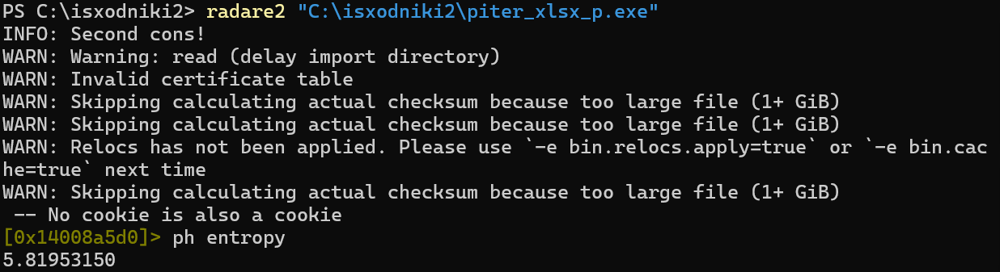 PS C:\isxodniki2> radare2 "C:\isxodniki2\piter_xlsx_p.exe"
INFO: Second cons!
WARN: Warning: read (delay import directory)
WARN: Invalid certificate table
WARN: Skipping calculating actual checksum because too large file (1+ GiB)
WARN: Skipping calculating actual checksum because too large file (1+ GiB)
WARN: Relocs has not been applied. Please use `-e bin.relocs.apply=true` or `-e bin.cac
he=true` next time
WARN: Skipping calculating actual checksum because too large file (1+ GiB)
 -- No cookie is also a cookie
[0x14008a5d0]> ph entropy
5.81953150